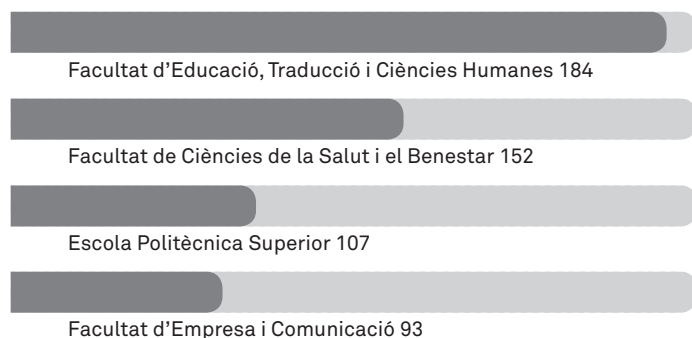 Facultat d’Educació, Traducció i Ciències Humanes 184
Facultat de Ciències de la Salut i el Benestar 152
Escola Politècnica Superior 107
Facultat d’Empresa i Comunicació 93